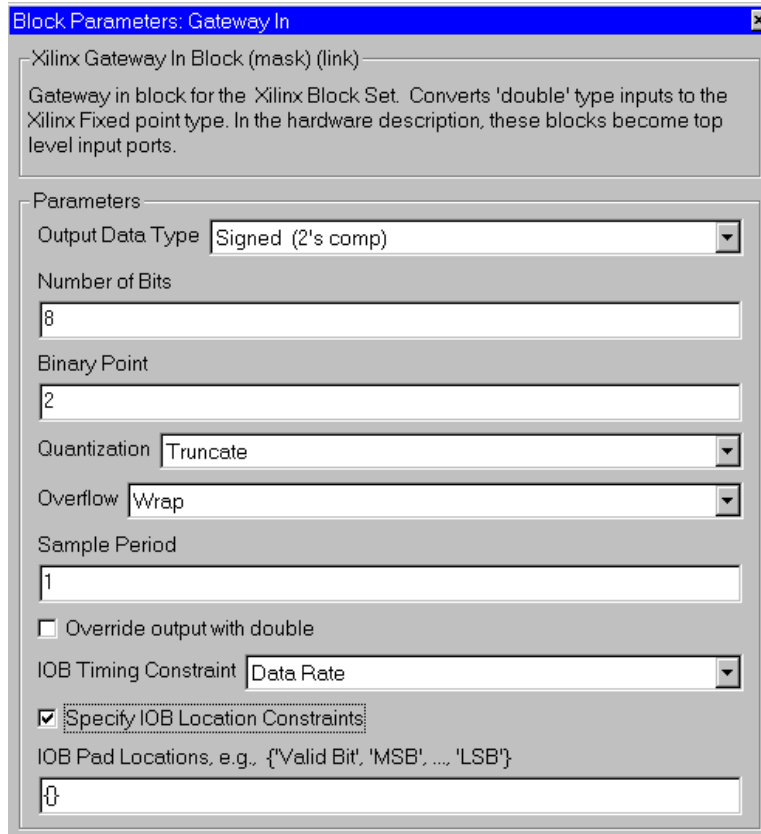 Block Parameters: Gateway In
Xilinx Gateway In Block (mask) (link)
Gateway in block for the Xilinx Block Set. Converts 'double' type inputs to the
Xilinx Fixed point type. In the hardware description, these blocks become top
level input ports.
Parameters
Output Data Type Signed (2's comp)
Number of Bits
8
Binary Point
2
Quantization Truncate
Overflow Wrap
Sample Period
1
Override output with double
IOB Timing Constraint Data Rate
Specify IOB Location Constraints
IOB Pad Locations, e.g., {'Valid Bit', 'MSB', ..., 'LSB'}
{}